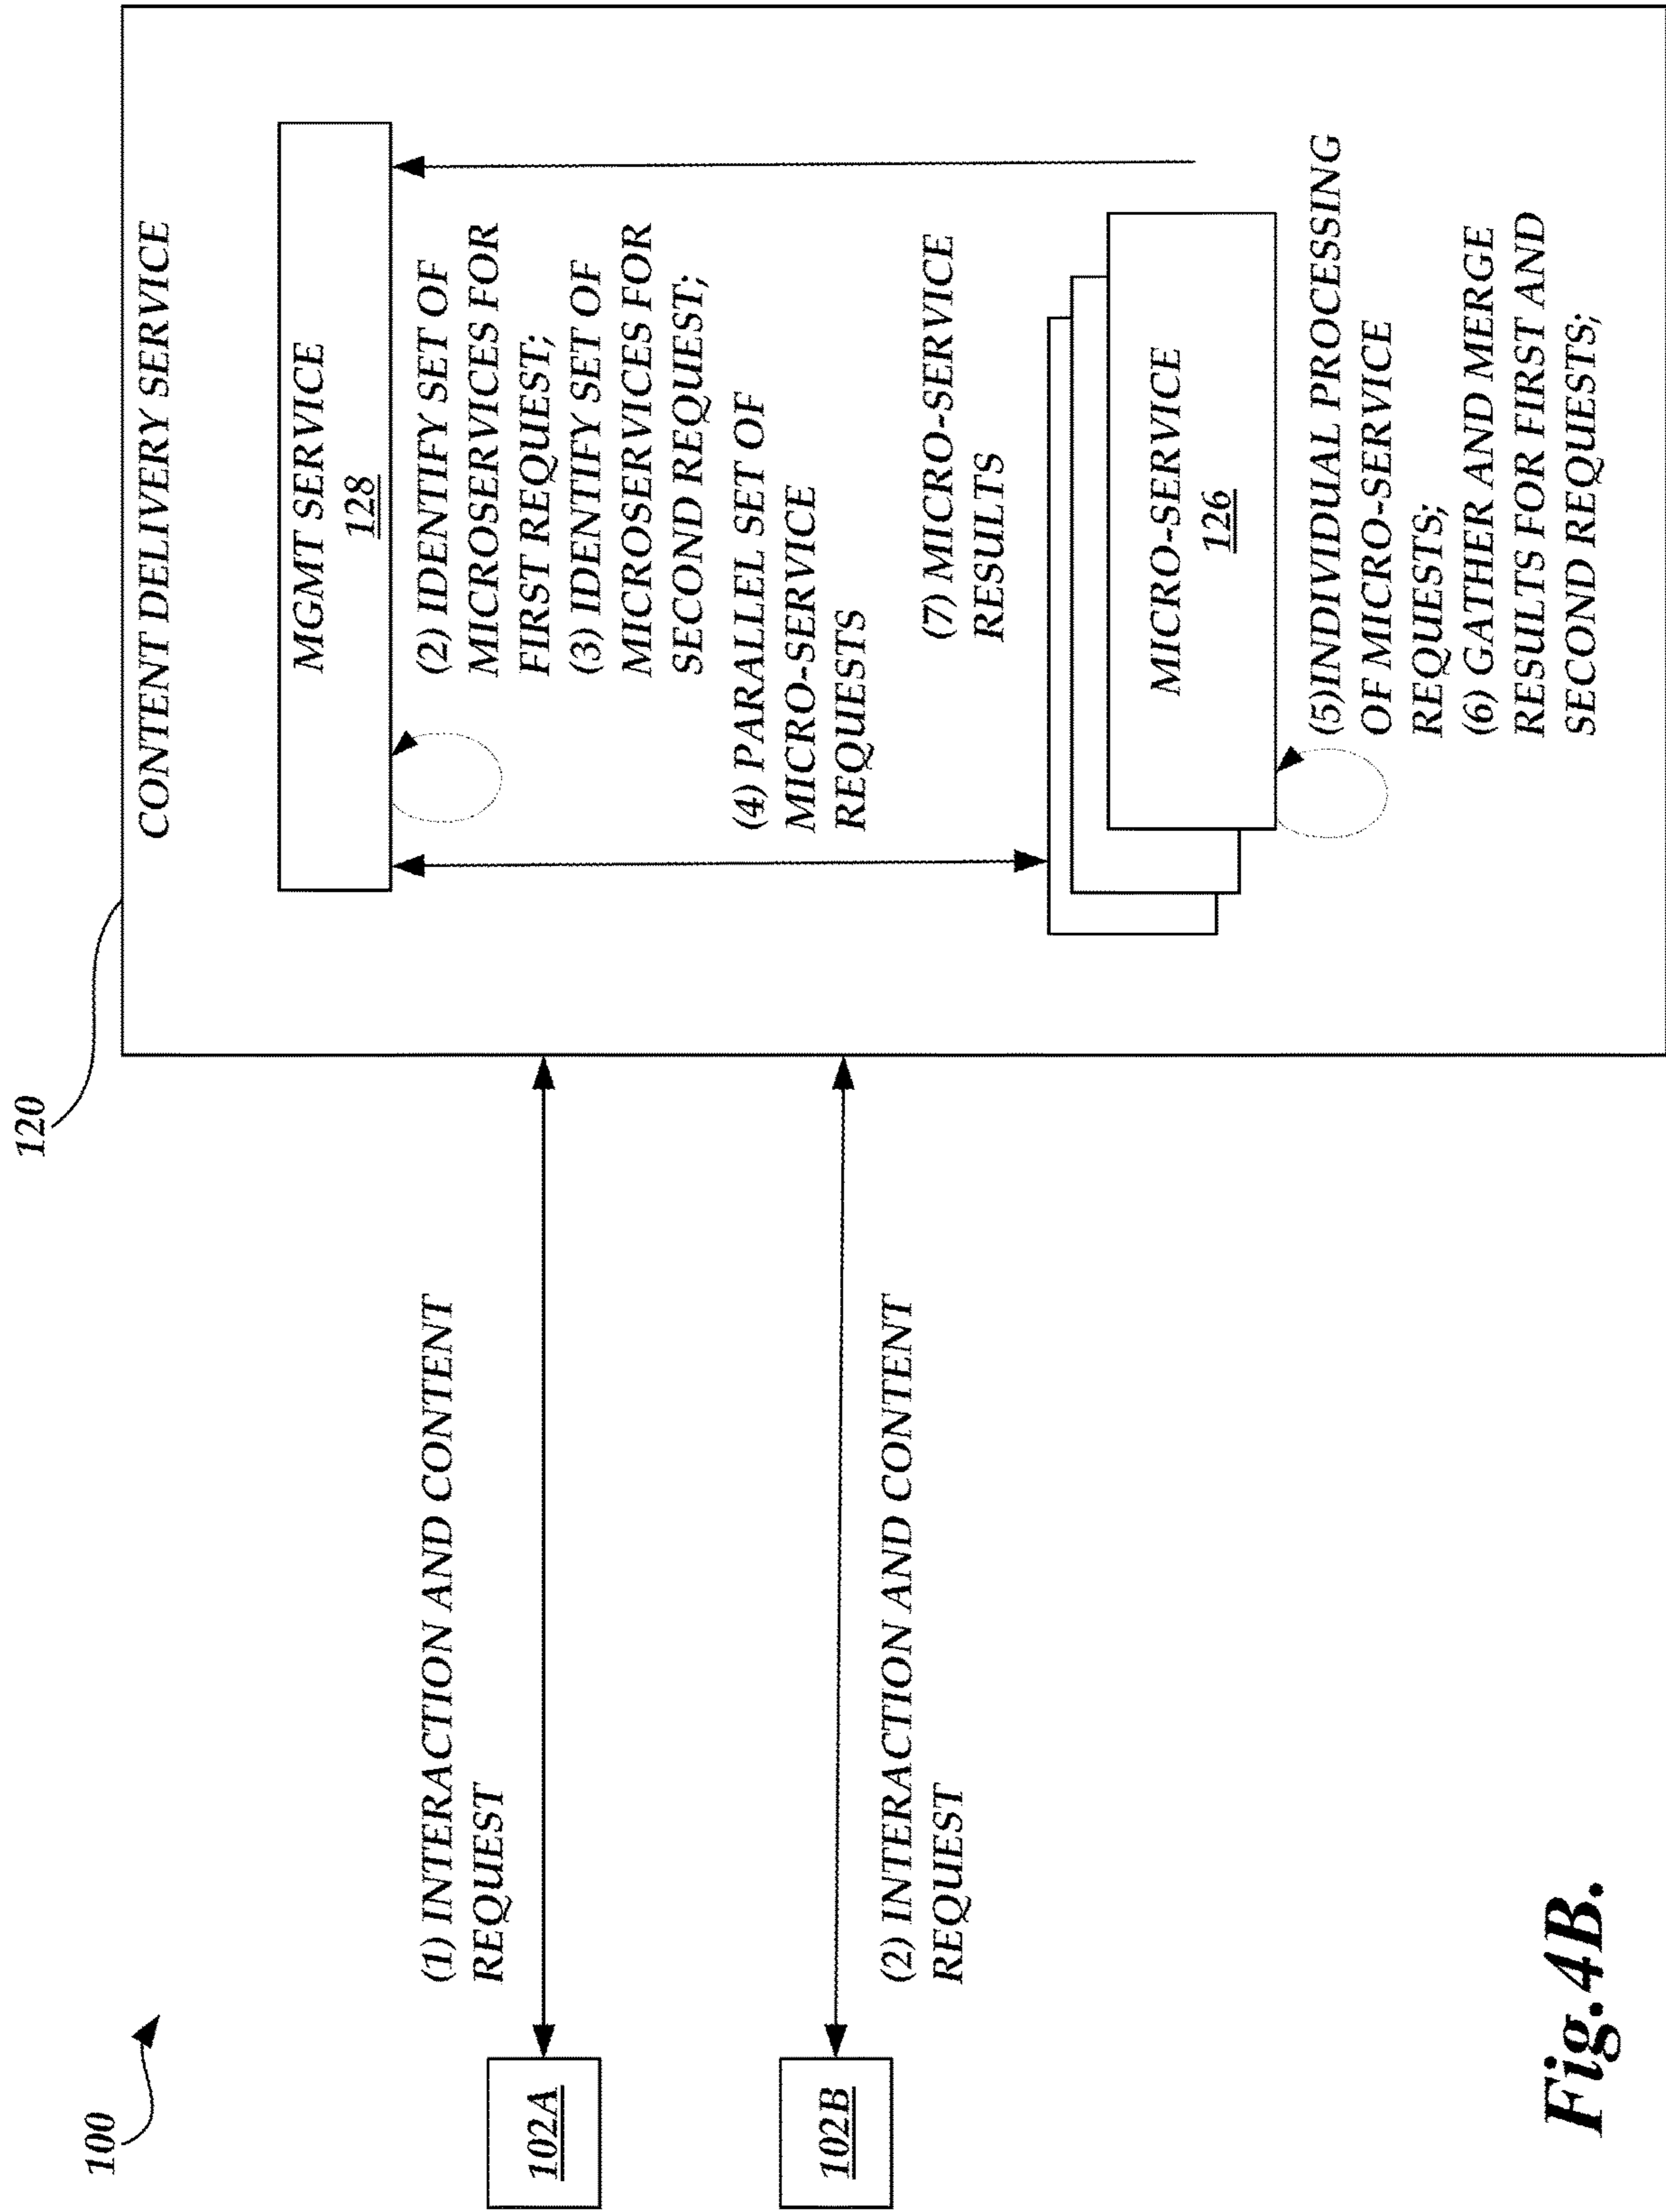 100
120
102A
102B
(1) INTERACTION AND CONTENT
REQUEST
(2) INTERACTION AND CONTENT
REQUEST
CONTENT DELIVERY SERVICE
MGMT SERVICE
128
(2) IDENTIFY SET OF
MICROSERVICES FOR
FIRST REQUEST;
(3) IDENTIFY SET OF
MICROSERVICES FOR
SECOND REQUEST;
(4) PARALLEL SET OF
MICRO-SERVICE
REQUESTS
(7) MICRO-SERVICE
RESULTS
MICRO-SERVICE
126
(5)INDIVIDUAL PROCESSING
OF MICRO-SERVICE
REQUESTS;
(6) GATHER AND MERGE
RESULTS FOR FIRST AND
SECOND REQUESTS;
Fig.4B.